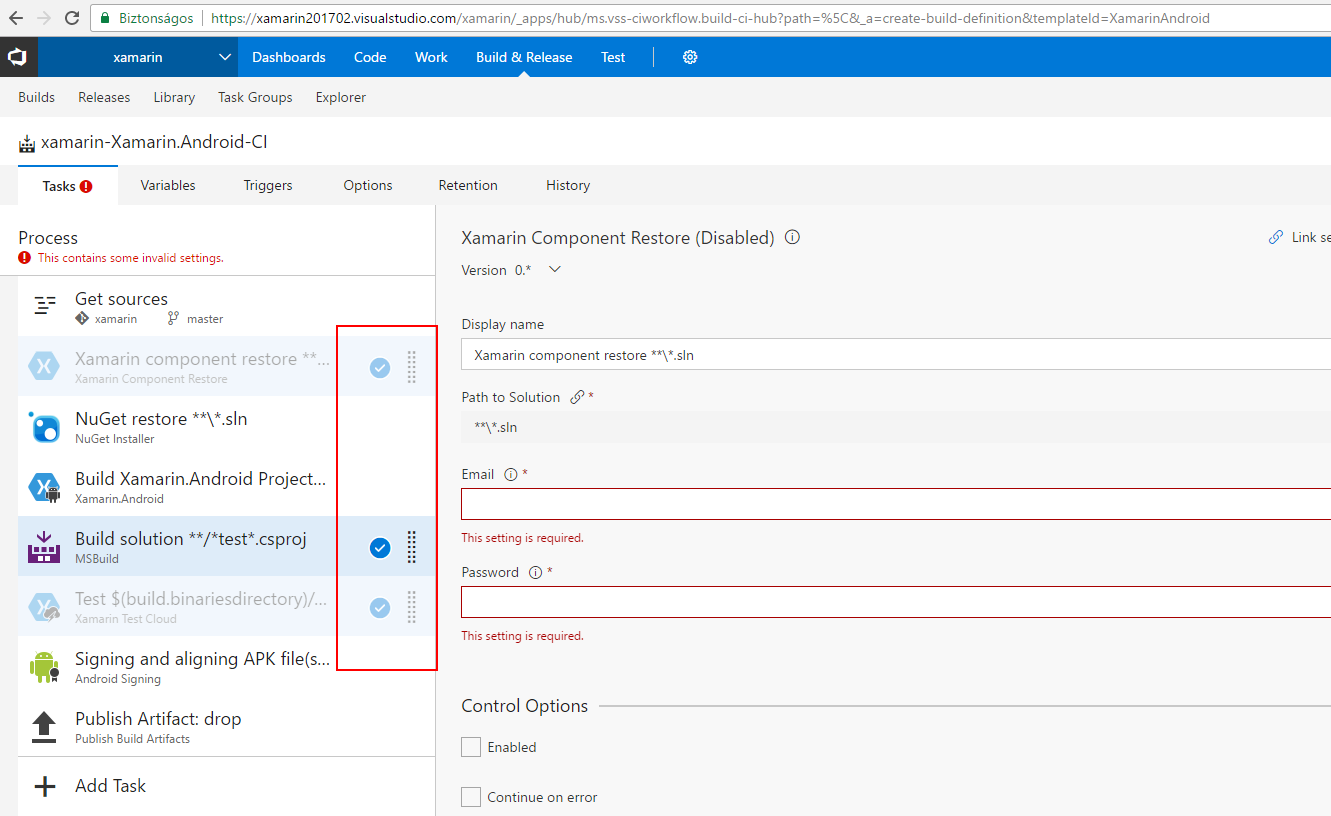 Biztonságos https://xamarin201702.visualstudio.com/xamarin/_apps/hub/ms.vss-ciworkflow.build-ci-hub?path=%5C&_a=create-build-definition&templateId=XamarinAndroid
xamarin Dashboards Code Work Build & Release Test
Builds Releases Library Task Groups Explorer
xamarin-Xamarin.Android-CI
Tasks Variables Triggers Options Retention History
Process
This contains some invalid settings.
Get sources
xamarin master
Xamarin component restore **...
Xamarin Component Restore
NuGet restore **\*.sln
NuGet Installer
Build Xamarin.Android Project...
Xamarin.Android
Build solution **/*test*.csproj
MSBuild
Test $(build.binariesdirectory)/...
Xamarin Test Cloud
Signing and aligning APK file(s...
Android Signing
Publish Artifact: drop
Publish Build Artifacts
Add Task
Xamarin Component Restore (Disabled)
Link se
Version 0.*
Display name
Xamarin component restore **\*.sln
Path to Solution *
**\*.sln
Email *
This setting is required.
Password *
This setting is required.
Control Options
Enabled
Continue on error